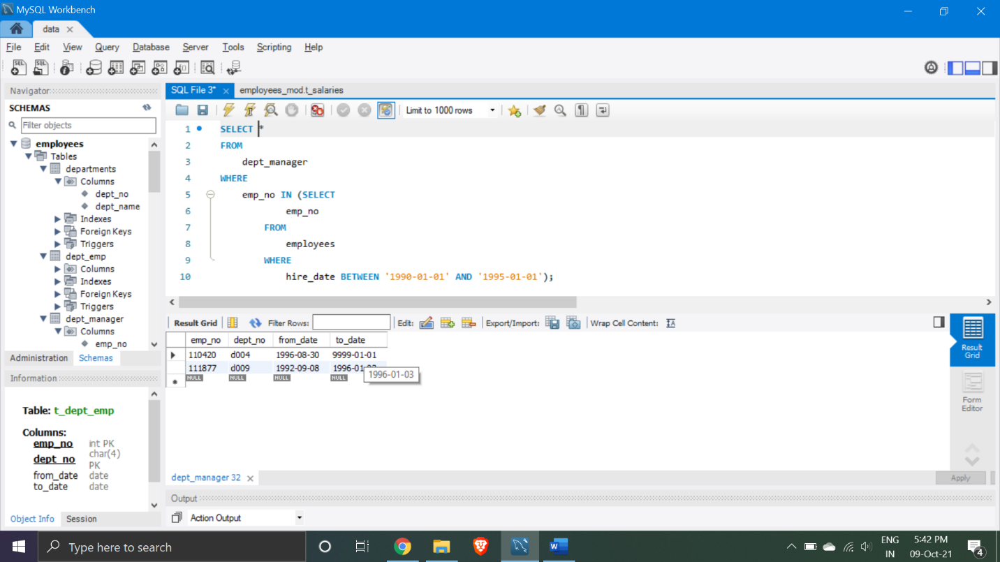 MySQL Workbench
data
File Edit View Query Database Server Tools Scripting Help
Navigator
SCHEMAS
Filter objects
employees
Tables
departments
Columns
dept_no
dept_name
Indexes
Foreign Keys
Triggers
dept_emp
Columns
Indexes
Foreign Keys
Triggers
dept_manager
Columns
emp_no
Administration Schemas
Information
Table: t_dept_emp
Columns:
emp_no int PK
dept_no char(4) PK
from_date date
to_date date
Object Info Session
SQL File 3* employees_mod.t_salaries
Limit to 1000 rows
1 SELECT *
2 FROM
3 dept_manager
4 WHERE
5 emp_no IN (SELECT
6 emp_no
7 FROM
8 employees
9 WHERE
10 hire_date BETWEEN '1990-01-01' AND '1995-01-01');
Result Grid Filter Rows: Edit: Export/Import: Wrap Cell Content:
emp_no dept_no from_date to_date
110420 d004 1996-08-30 9999-01-01
111877 d009 1992-09-08 1996-01-03
NULL NULL NULL NULL
1996-01-03
Result
Grid
Form
Editor
dept_manager 32
Apply
Output
Action Output
Type here to search
ENG
IN
5:42 PM
09-Oct-21
4